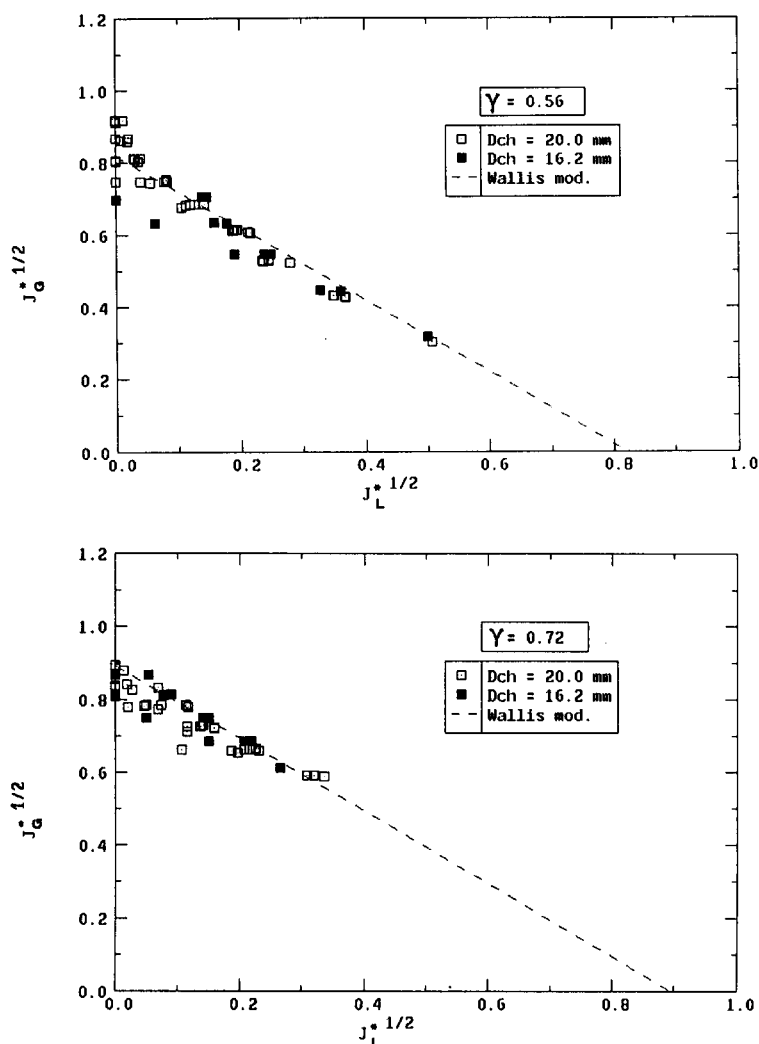 1.2
1.0
0.8
0.6
0.4
0.2
0.0
J_G^* 1/2
γ = 0.56
Dch = 20.0 mm
Dch = 16.2 mm
Wallis mod.
0.0 0.2 0.4 0.6 0.8 1.0
J_L^* 1/2
1.2
1.0
0.8
0.6
0.4
0.2
0.0
J_G^* 1/2
γ = 0.72
Dch = 20.0 mm
Dch = 16.2 mm
Wallis mod.
0.0 0.2 0.4 0.6 0.8 1.0
J_L^* 1/2